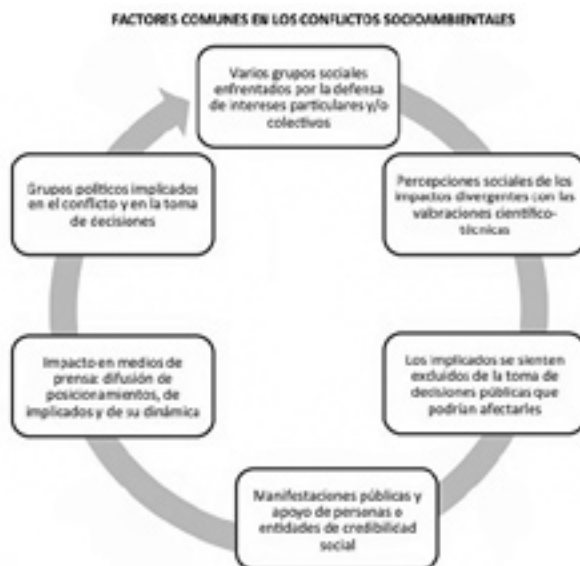 FACTORES COMUNES EN LOS CONFLICTOS SOCIOAMBIENTALES
Varios grupos sociales
enfrentados por la defensa
de intereses particulares y/o
colectivos
Percepciones sociales de los
impactos divergentes con las
valoraciones científico-
técnicas
Los implicados se sienten
excluidos de la toma de
decisiones públicas que
podrían afectarles
Manifestaciones públicas y
apoyo de personas o
entidades de credibilidad
social
Impacto en medios de
prensa: difusión de
posicionamientos, de
implicados y de su dinámica
Grupos políticos implicados
en el conflicto y en la toma
de decisiones